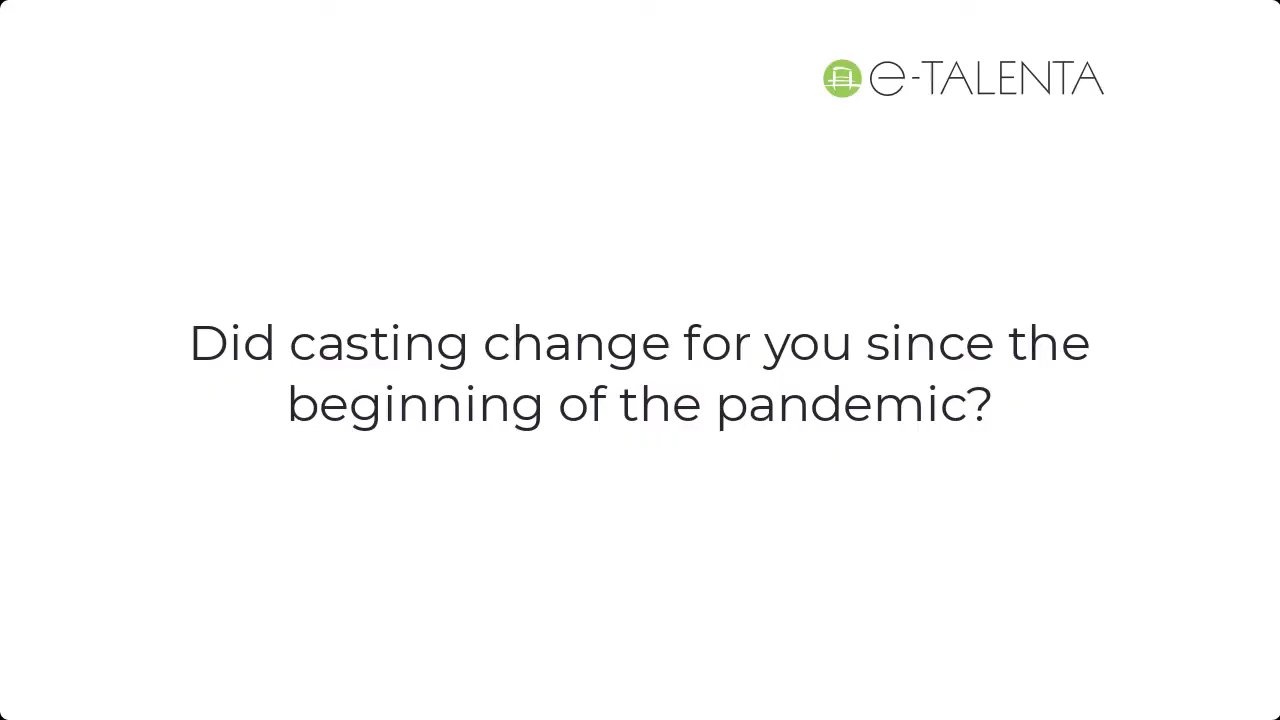 e-TALENTA
Did casting change for you since the
beginning of the pandemic?